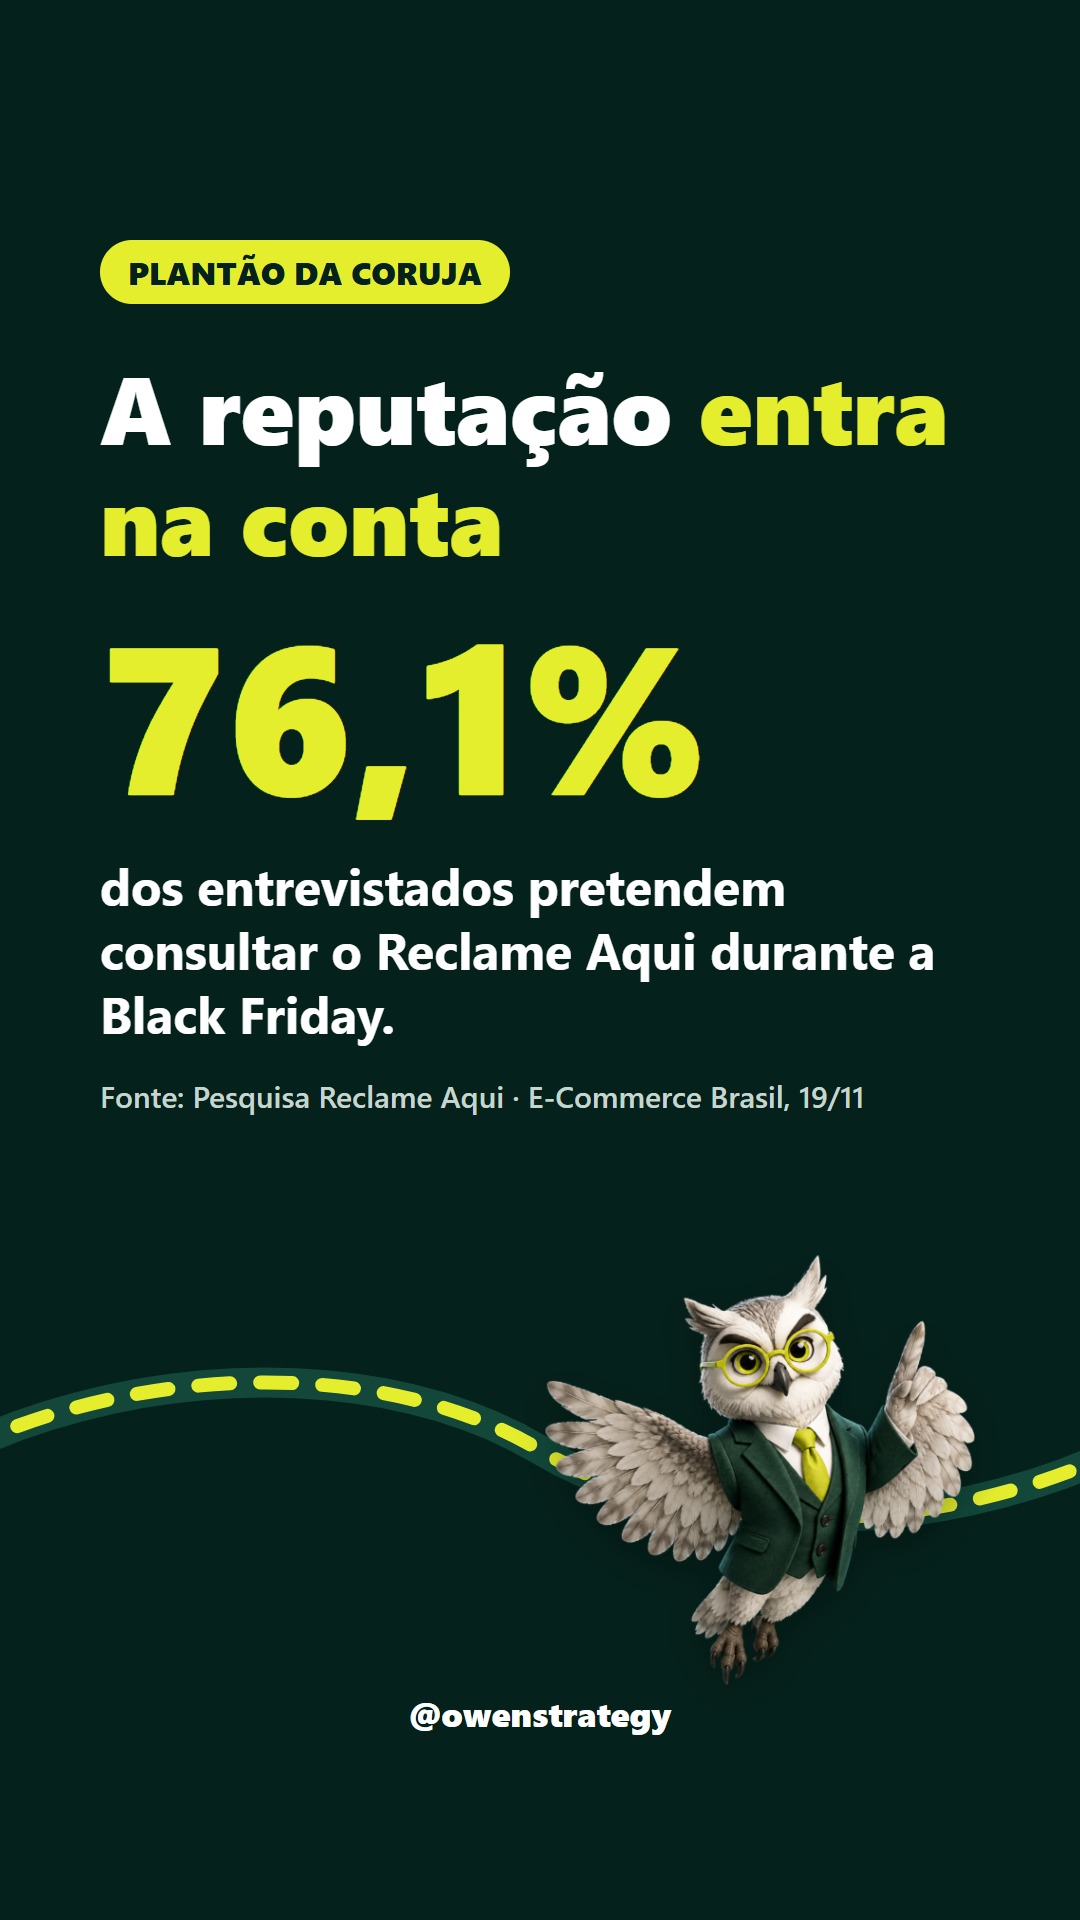 PLANTÃO DA CORUJA
A reputação entra
na conta
76,1%
dos entrevistados pretendem
consultar o Reclame Aqui durante a
Black Friday.
Fonte: Pesquisa Reclame Aqui · E-Commerce Brasil, 19/11
@owenstrategy